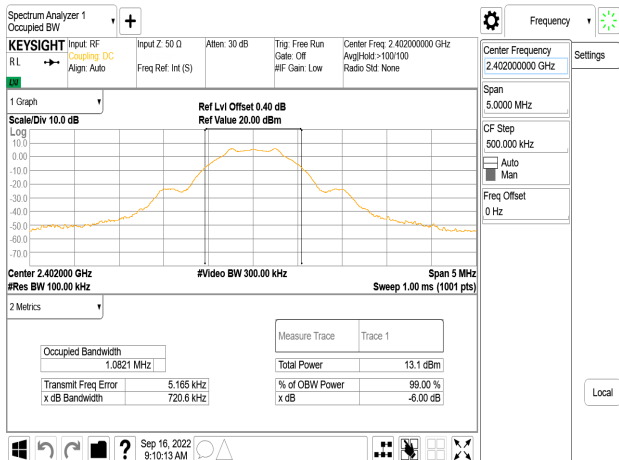 Spectrum Analyzer 1
Occupied BW
Frequency
KEYSIGHT
R L
Input: RF
Coupling: DC
Align: Auto
Input Z: 50 Ω
Freq Ref: Int (S)
Atten: 30 dB
Trig: Free Run
Gate: Off
#IF Gain: Low
Center Freq: 2.402000000 GHz
Avg|Hold:>100/100
Radio Std: None
Center Frequency
2.402000000 GHz
Settings
Span
5.0000 MHz
CF Step
500.000 kHz
Auto
Man
Freq Offset
0 Hz
Local
1 Graph
Scale/Div 10.0 dB
Ref Lvl Offset 0.40 dB
Ref Value 20.00 dBm
Log
10.0
0.00
-10.0
-20.0
-30.0
-40.0
-50.0
-60.0
-70.0
Center 2.402000 GHz
#Video BW 300.00 kHz
Span 5 MHz
#Res BW 100.00 kHz
Sweep 1.00 ms (1001 pts)
2 Metrics
Measure Trace Trace 1
Occupied Bandwidth
1.0821 MHz
Total Power 13.1 dBm
Transmit Freq Error 5.165 kHz
% of OBW Power 99.00 %
x dB Bandwidth 720.6 kHz
x dB -6.00 dB
Sep 16, 2022
9:10:13 AM